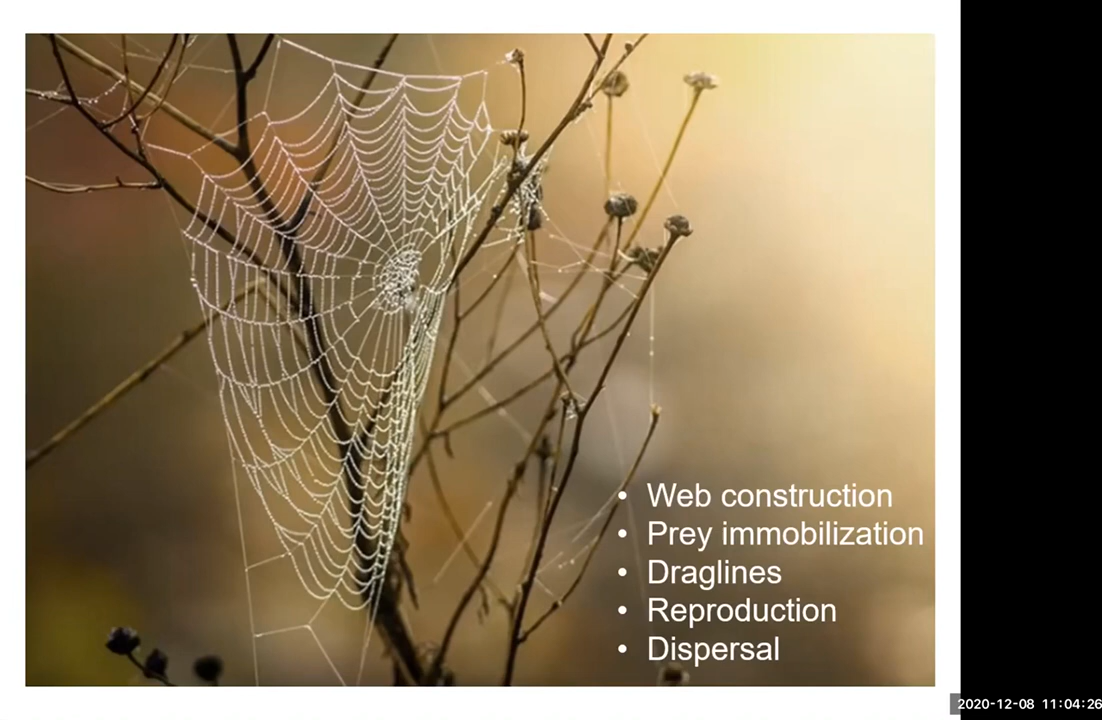 • Web construction
• Prey immobilization
• Draglines
• Reproduction
• Dispersal
2020-12-08 11:04:26